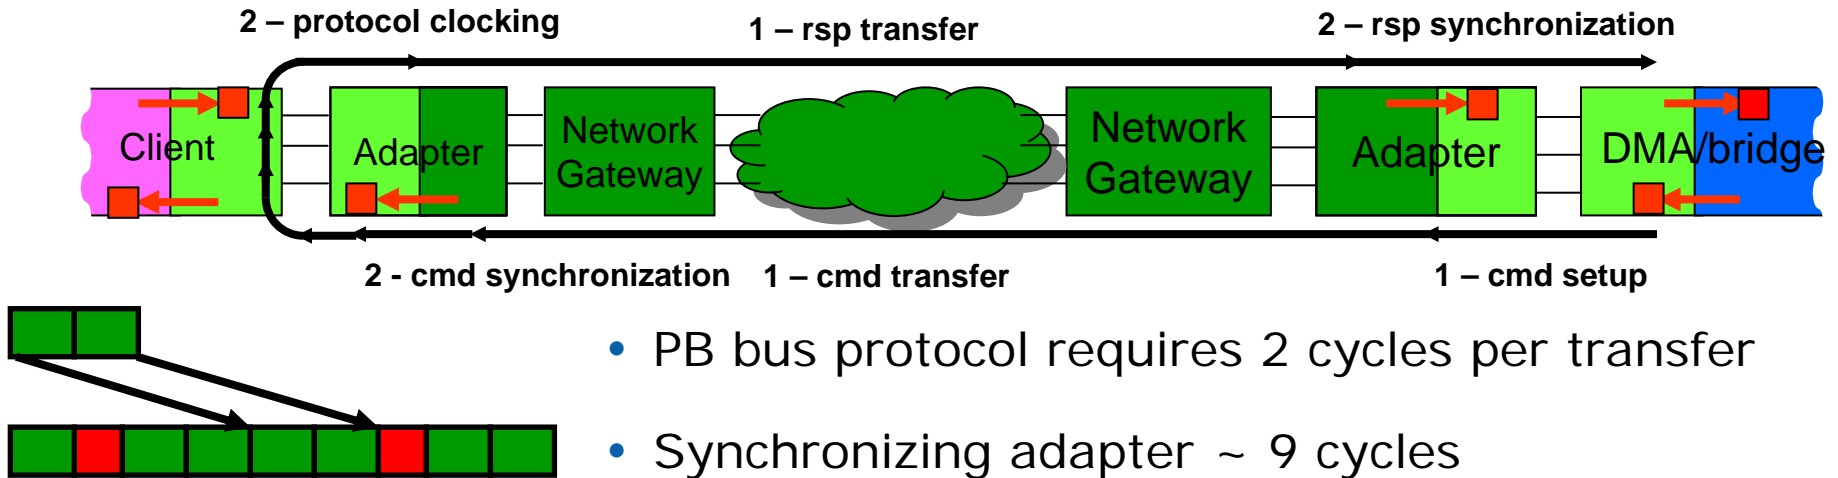 2 – protocol clocking
1 – rsp transfer
2 – rsp synchronization
Client
Adapter
Network
Gateway
Network
Gateway
Adapter
DMA/bridge
2 - cmd synchronization
1 – cmd transfer
1 – cmd setup
• PB bus protocol requires 2 cycles per transfer
• Synchronizing adapter ~ 9 cycles